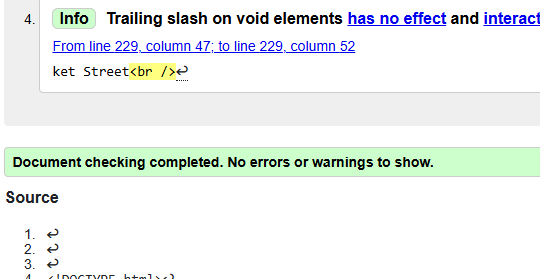 4. Info Trailing slash on void elements has no effect and interact
From line 229, column 47; to line 229, column 52
ket Street<br />↩
Document checking completed. No errors or warnings to show.
Source
1. ↩
2. ↩
3. ↩
4. <!DOCTYPE html>↩